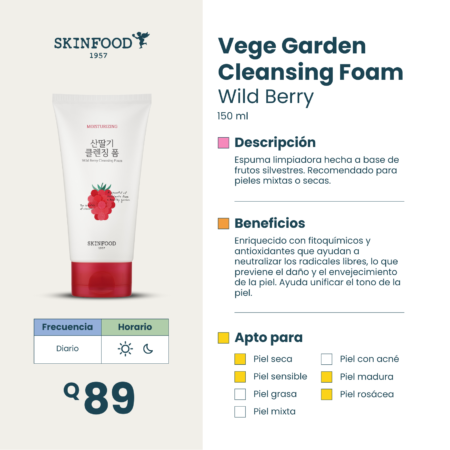 SKINFOOD
1957
MOISTURIZING
산딸기
클렌징 폼
Wild Berry Cleansing Foam
SKINFOOD
1957
Frecuencia Horario
Diario
Q89
Vege Garden
Cleansing Foam
Wild Berry
150 ml
Descripción
Espuma limpiadora hecha a base de
frutos silvestres. Recomendado para
pieles mixtas o secas.
Beneficios
Enriquecido con fitoquímicos y
antioxidantes que ayudan a
neutralizar los radicales libres, lo que
previene el daño y el envejecimiento
de la piel. Ayuda unificar el tono de la
piel.
Apto para
Piel seca
Piel con acné
Piel sensible
Piel madura
Piel grasa
Piel rosácea
Piel mixta